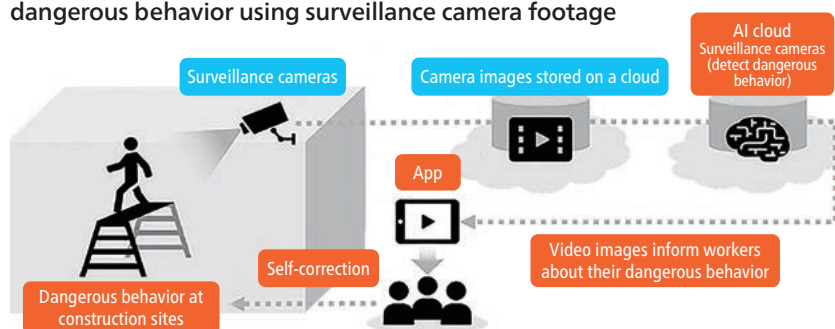 dangerous behavior using surveillance camera footage
AI cloud
Surveillance cameras
(detect dangerous
behavior)
Surveillance cameras
Camera images stored on a cloud
App
Video images inform workers
about their dangerous behavior
Self-correction
Dangerous behavior at
construction sites